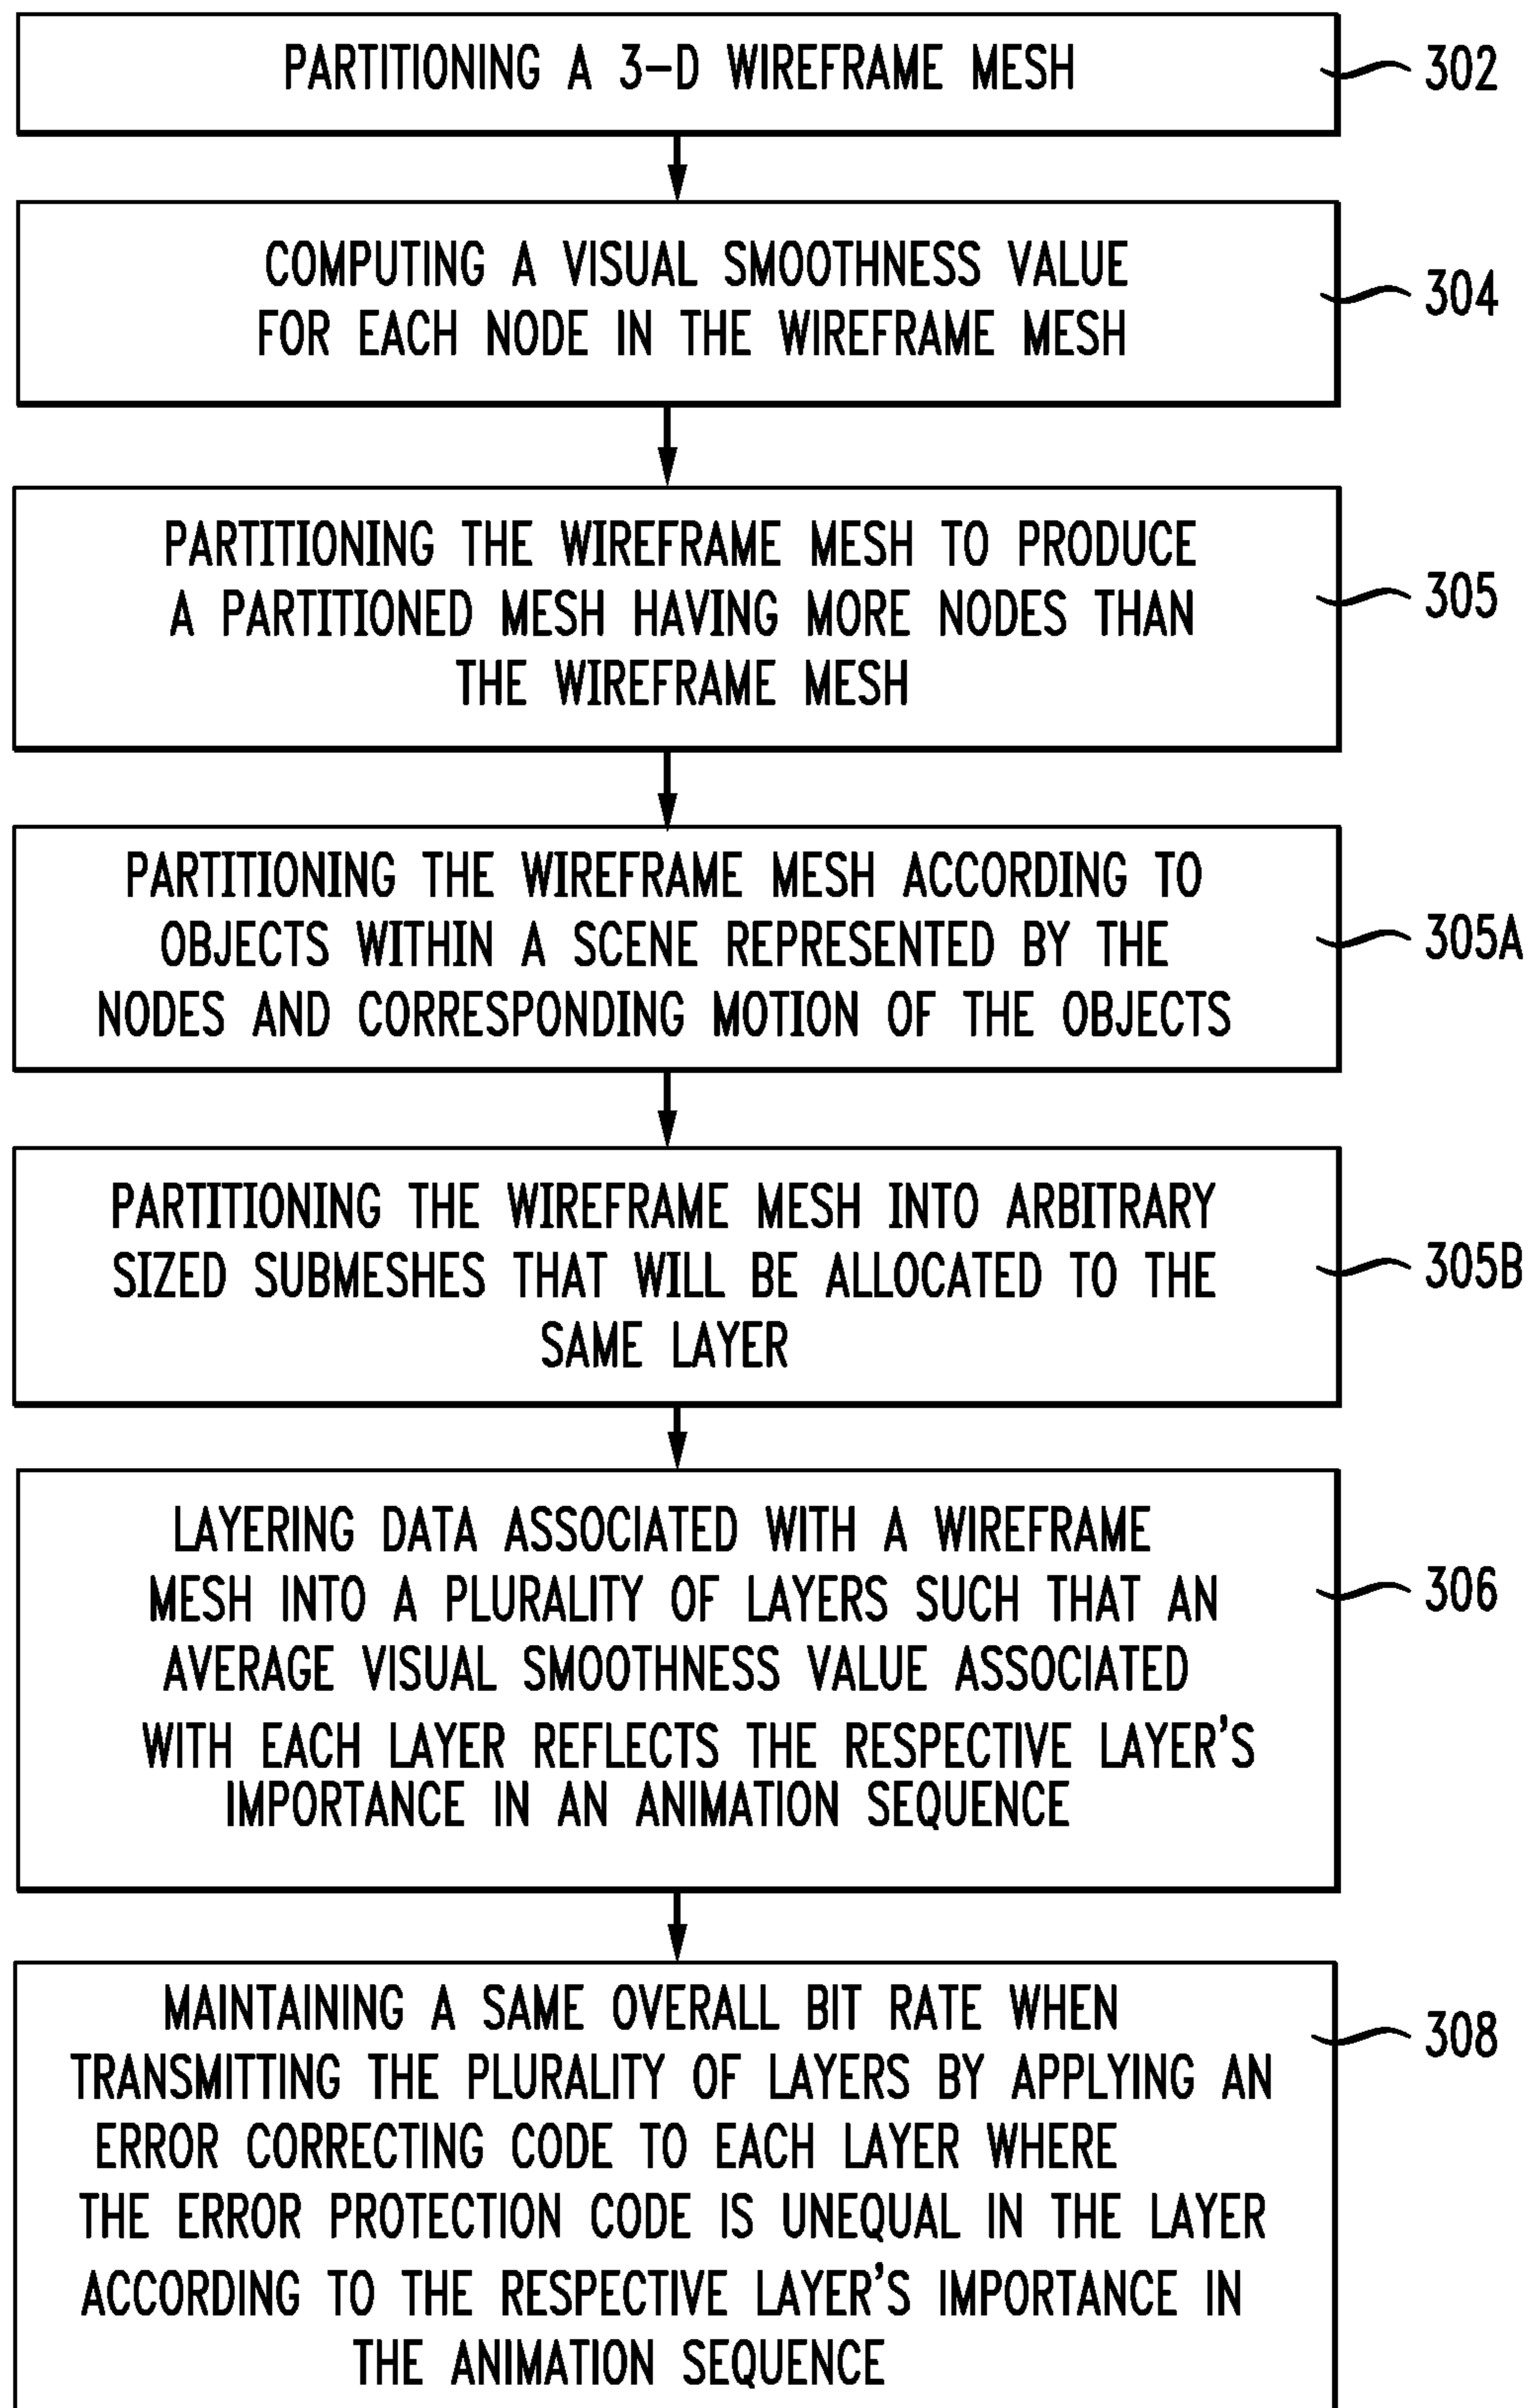 PARTITIONING A 3-D WIREFRAME MESH
302
COMPUTING A VISUAL SMOOTHNESS VALUE
FOR EACH NODE IN THE WIREFRAME MESH
304
PARTITIONING THE WIREFRAME MESH TO PRODUCE
A PARTITIONED MESH HAVING MORE NODES THAN
THE WIREFRAME MESH
305
PARTITIONING THE WIREFRAME MESH ACCORDING TO
OBJECTS WITHIN A SCENE REPRESENTED BY THE
NODES AND CORRESPONDING MOTION OF THE OBJECTS
305A
PARTITIONING THE WIREFRAME MESH INTO ARBITRARY
SIZED SUBMESHES THAT WILL BE ALLOCATED TO THE
SAME LAYER
305B
LAYERING DATA ASSOCIATED WITH A WIREFRAME
MESH INTO A PLURALITY OF LAYERS SUCH THAT AN
AVERAGE VISUAL SMOOTHNESS VALUE ASSOCIATED
WITH EACH LAYER REFLECTS THE RESPECTIVE LAYER'S
IMPORTANCE IN AN ANIMATION SEQUENCE
306
MAINTAINING A SAME OVERALL BIT RATE WHEN
TRANSMITTING THE PLURALITY OF LAYERS BY APPLYING AN
ERROR CORRECTING CODE TO EACH LAYER WHERE
THE ERROR PROTECTION CODE IS UNEQUAL IN THE LAYER
ACCORDING TO THE RESPECTIVE LAYER'S IMPORTANCE IN
THE ANIMATION SEQUENCE
308